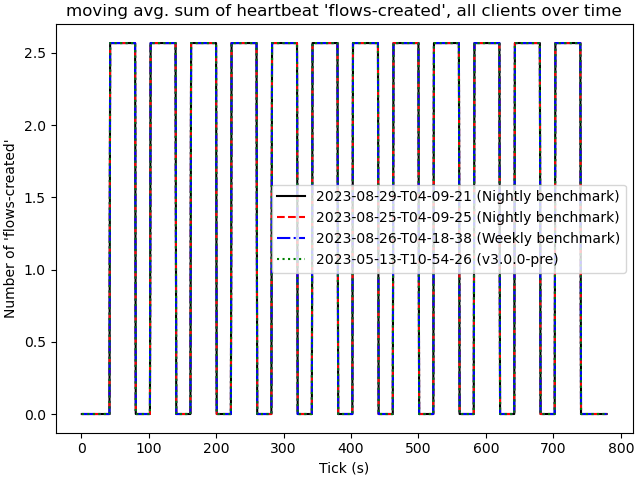 moving avg. sum of heartbeat 'flows-created', all clients over time
Number of 'flows-created'
2.5
2.0
1.5
1.0
0.5
0.0
2023-08-29-T04-09-21 (Nightly benchmark)
2023-08-25-T04-09-25 (Nightly benchmark)
2023-08-26-T04-18-38 (Weekly benchmark)
2023-05-13-T10-54-26 (v3.0.0-pre)
0 100 200 300 400 500 600 700 800
Tick (s)